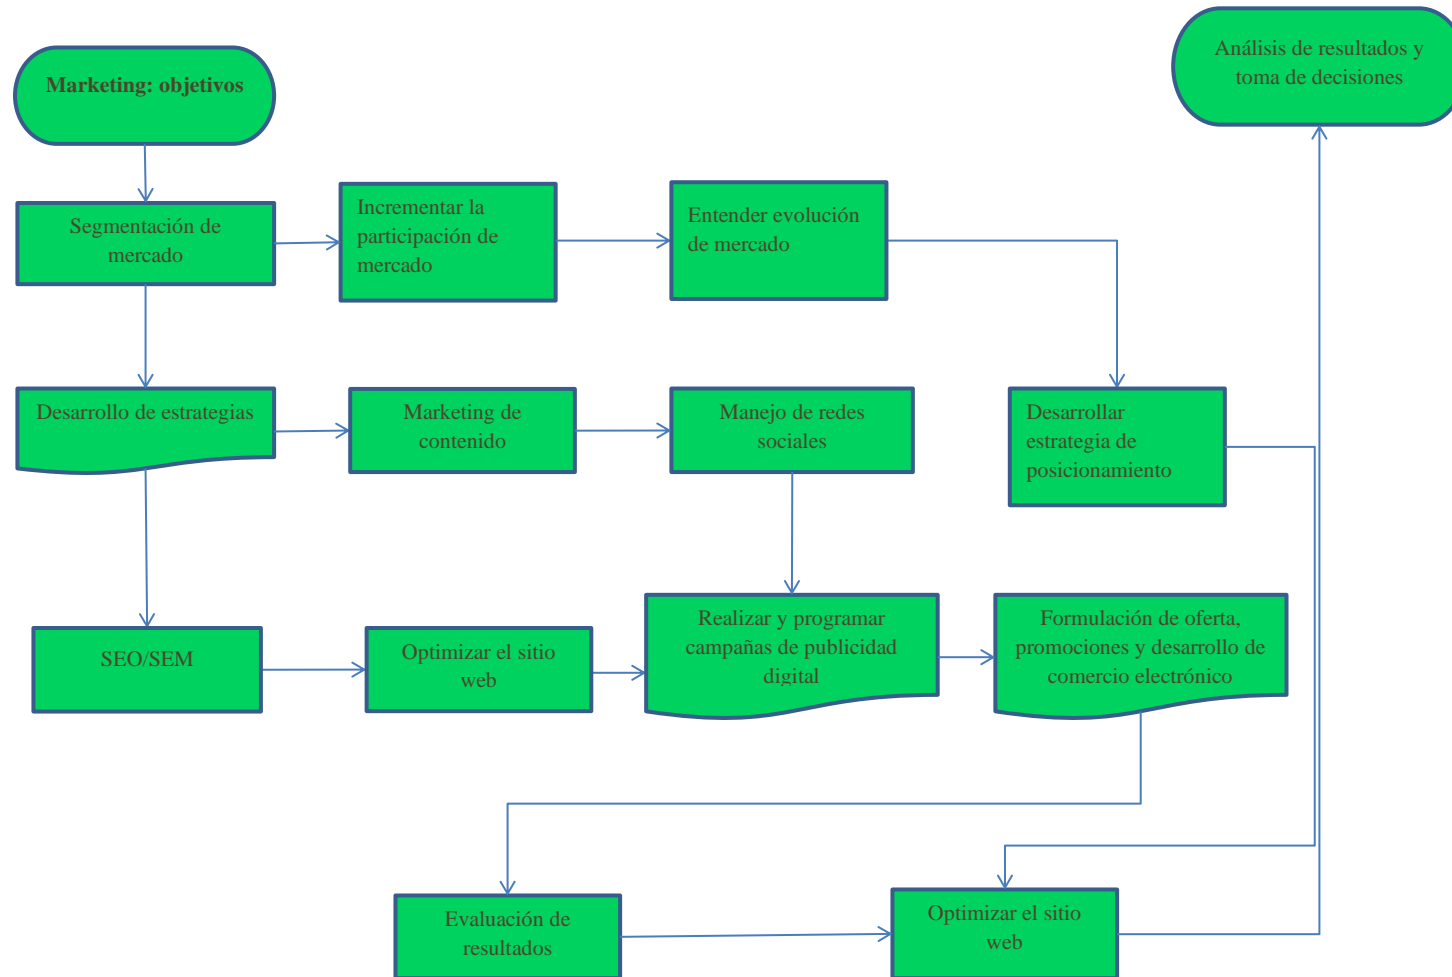 Marketing: objetivos
Análisis de resultados y
toma de decisiones
Segmentación de
mercado
Incrementar la
participación de
mercado
Entender evolución
de mercado
Desarrollo de estrategias
Marketing de
contenido
Manejo de redes
sociales
Desarrollar
estrategia de
posicionamiento
SEO/SEM
Optimizar el sitio
web
Realizar y programar
campañas de publicidad
digital
Formulación de oferta,
promociones y desarrollo de
comercio electrónico
Evaluación de
resultados
Optimizar el sitio
web